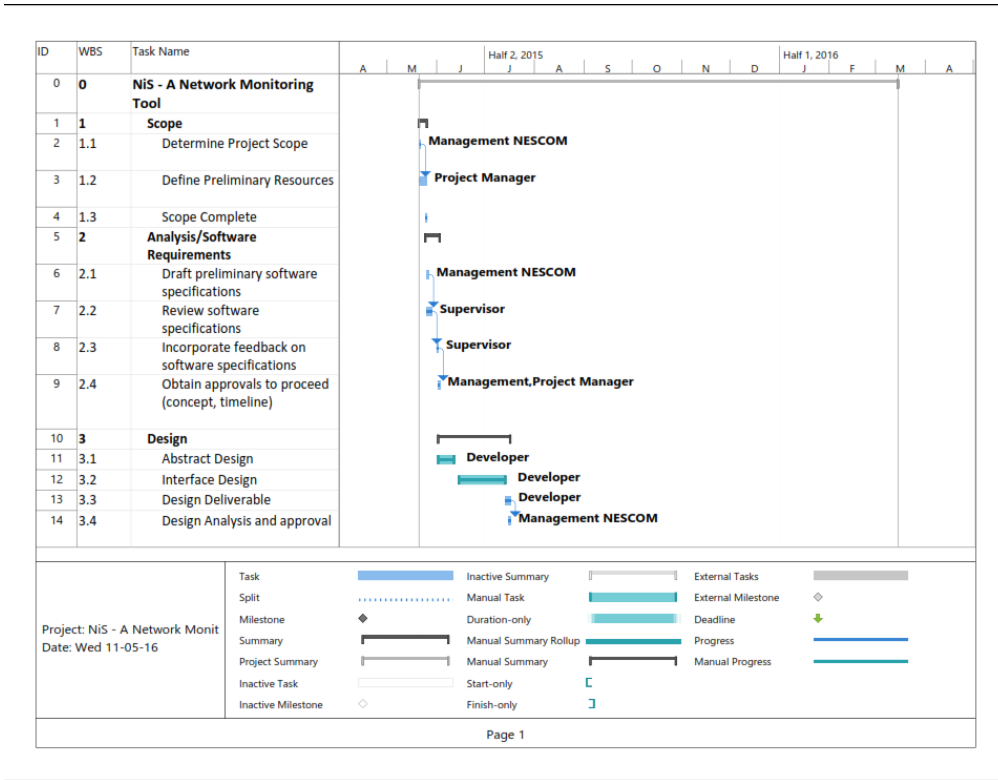 ID WBS Task Name
Half 2, 2015 Half 1, 2016
A M J J A S O N D J F M A
0 0 NiS - A Network Monitoring
Tool
1 1 Scope
2 1.1 Determine Project Scope Management NESCOM
3 1.2 Define Preliminary Resources Project Manager
4 1.3 Scope Complete
5 2 Analysis/Software
Requirements
6 2.1 Draft preliminary software Management NESCOM
specifications
7 2.2 Review software Supervisor
specifications
8 2.3 Incorporate feedback on Supervisor
software specifications
9 2.4 Obtain approvals to proceed Management,Project Manager
(concept, timeline)
10 3 Design
11 3.1 Abstract Design Developer
12 3.2 Interface Design Developer
13 3.3 Design Deliverable Developer
14 3.4 Design Analysis and approval Management NESCOM
Project: NiS - A Network Monit
Date: Wed 11-05-16
Task Inactive Summary External Tasks
Split Manual Task External Milestone
Milestone Duration-only Deadline
Summary Manual Summary Rollup Progress
Project Summary Manual Summary Manual Progress
Inactive Task Start-only
Inactive Milestone Finish-only
Page 1